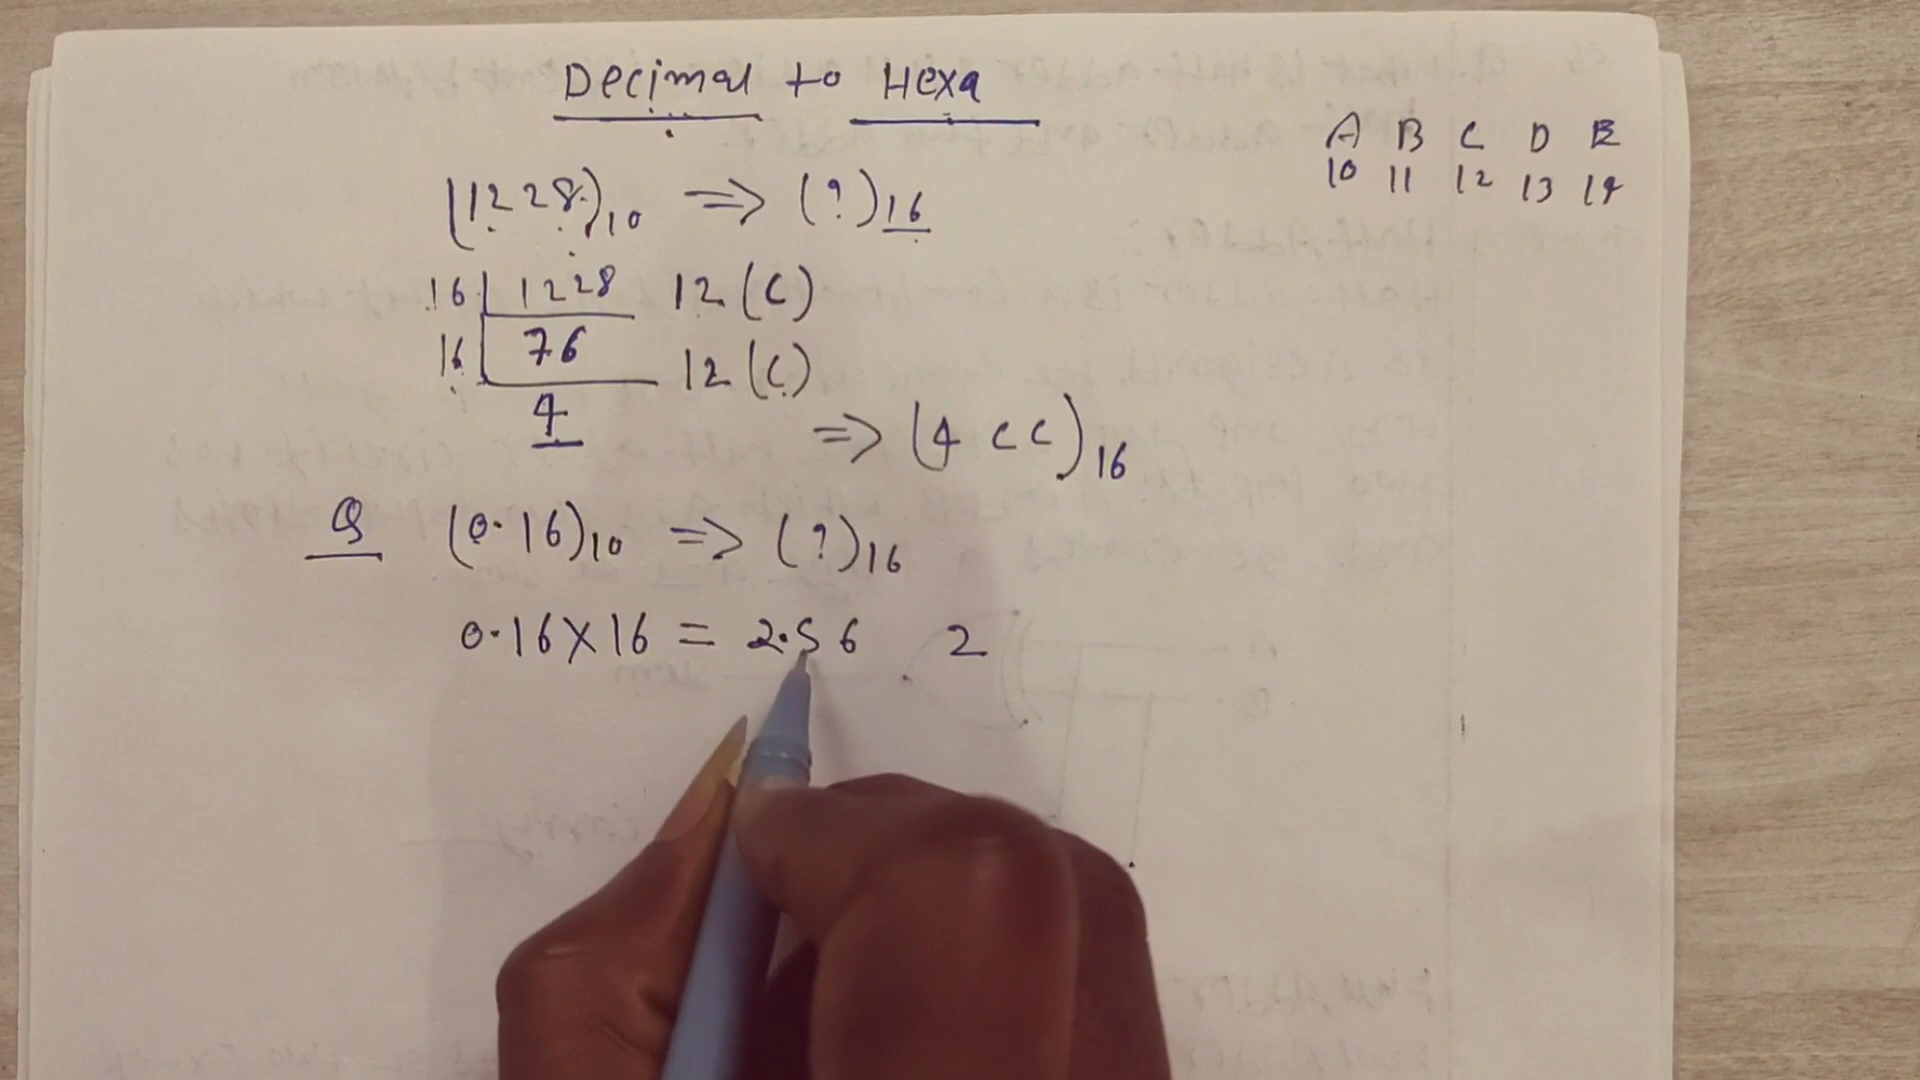 Decimal to Hexa
A B C D E
10 11 12 13 14
(1228)10 => (?)16
16 | 1228 12 (C)
16 | 76 12 (C)
4
=> (4 C C)16
Q (0.16)10 => (?)16
0.16 X 16 = 2.56 2